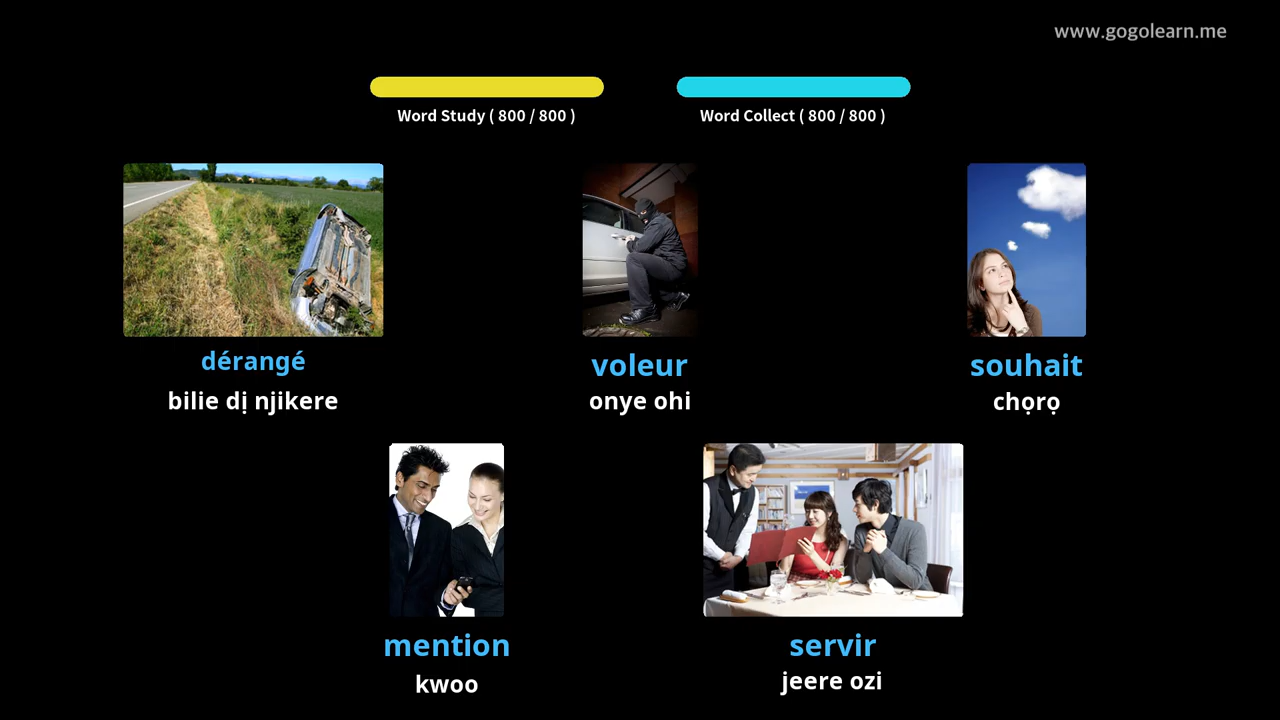 www.gogolearn.me
Word Study ( 800 / 800 )
Word Collect ( 800 / 800 )
dérangé
bilie dị njikere
voleur
onye ohi
souhait
chọrọ
mention
kwoo
servir
jeere ozi